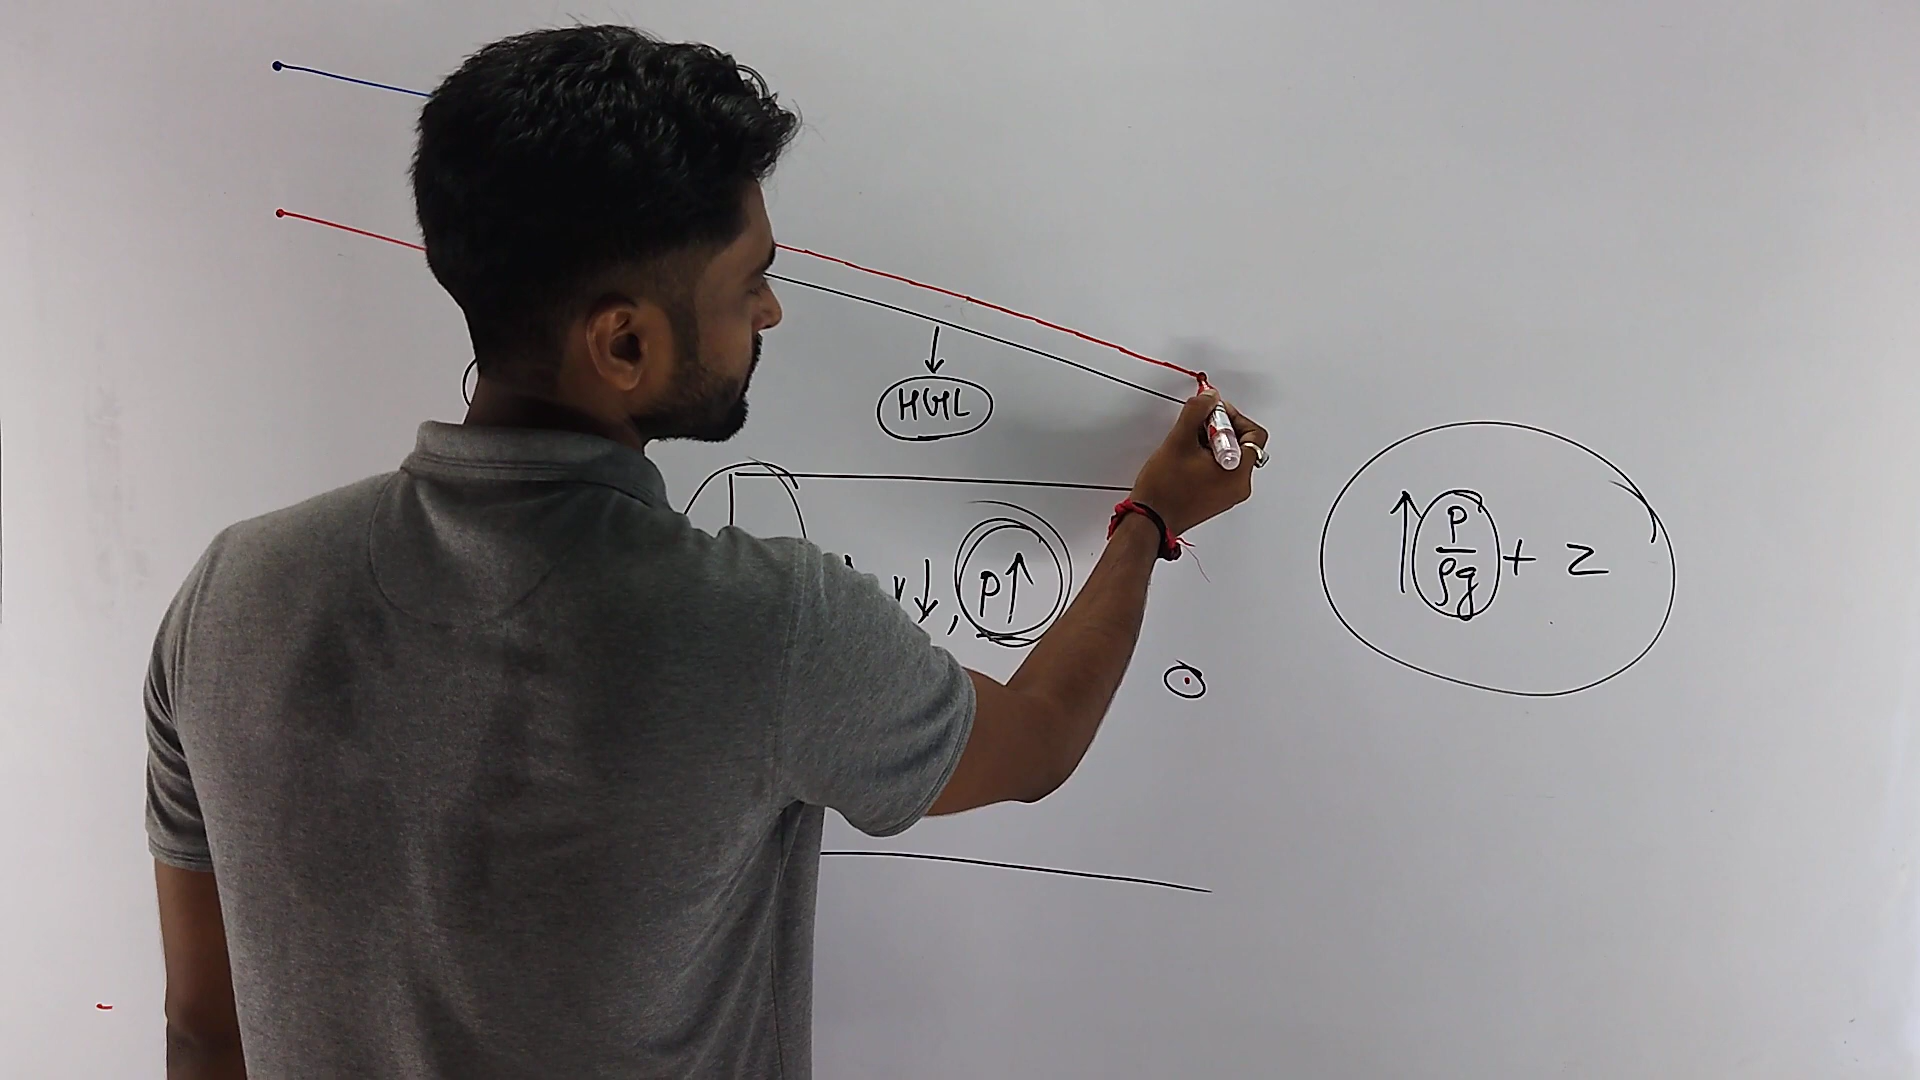 HGL
v↓, P↑
↑ P/ρg + z